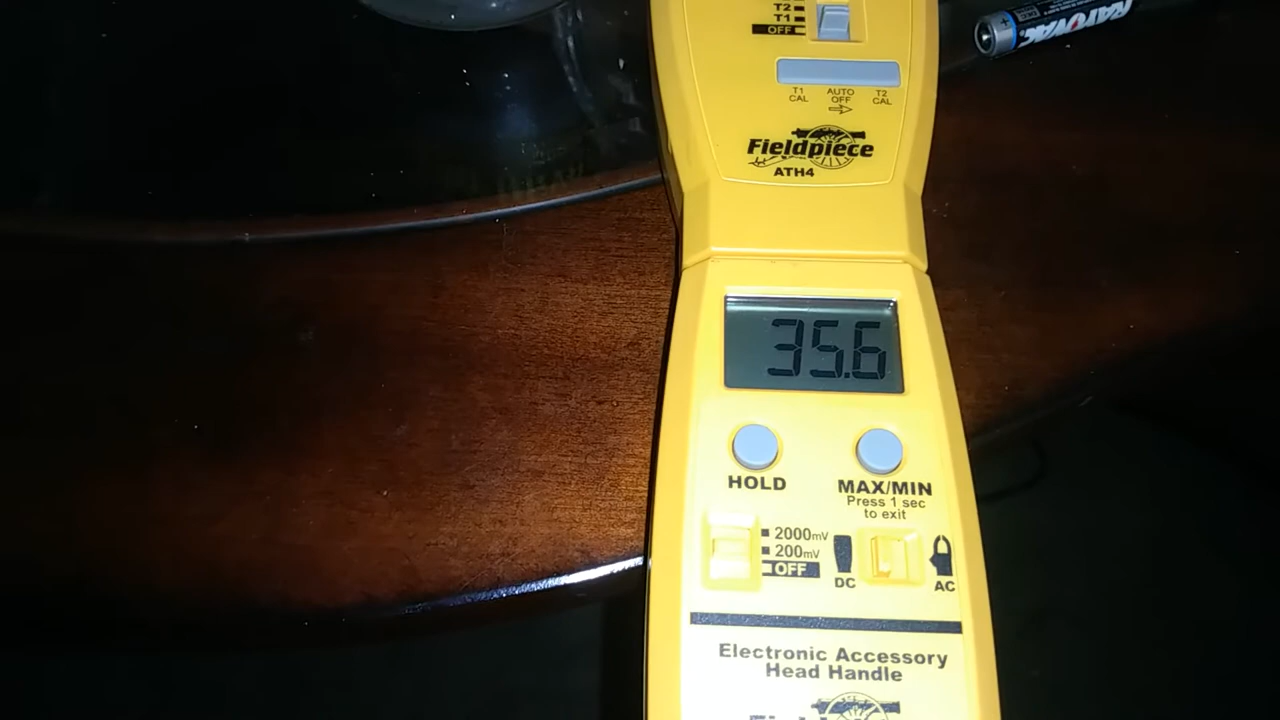 T2
T1
OFF
RAYOVAC
T1 CAL
AUTO OFF
T2 CAL
Fieldpiece
ATH4
35.6
HOLD
MAX/MIN
Press 1 sec
to exit
2000mV
200mV
OFF
DC
AC
Electronic Accessory
Head Handle